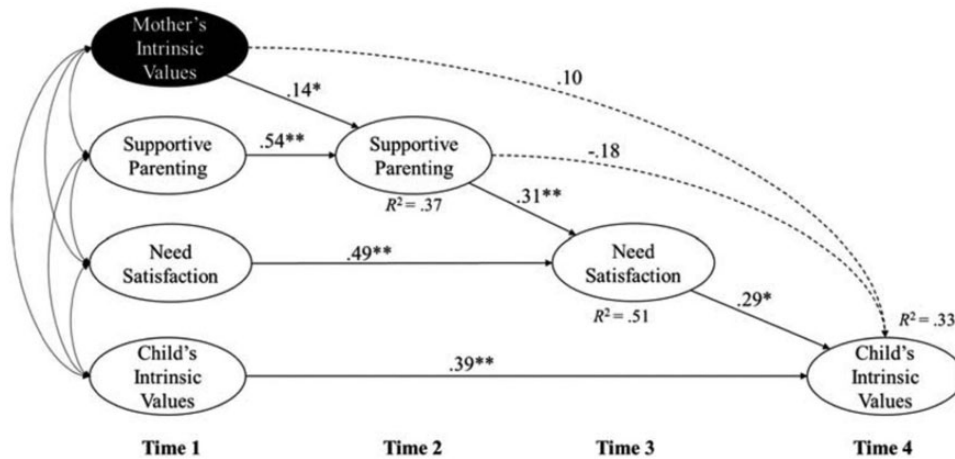 Mother's
Intrinsic
Values
.10
.14*
Supportive
Parenting
.54**
Supportive
Parenting
-.18
R² = .37
.31**
Need
Satisfaction
.49**
Need
Satisfaction
R² = .51
.29*
R² = .33
Child's
Intrinsic
Values
.39**
Child's
Intrinsic
Values
Time 1 Time 2 Time 3 Time 4